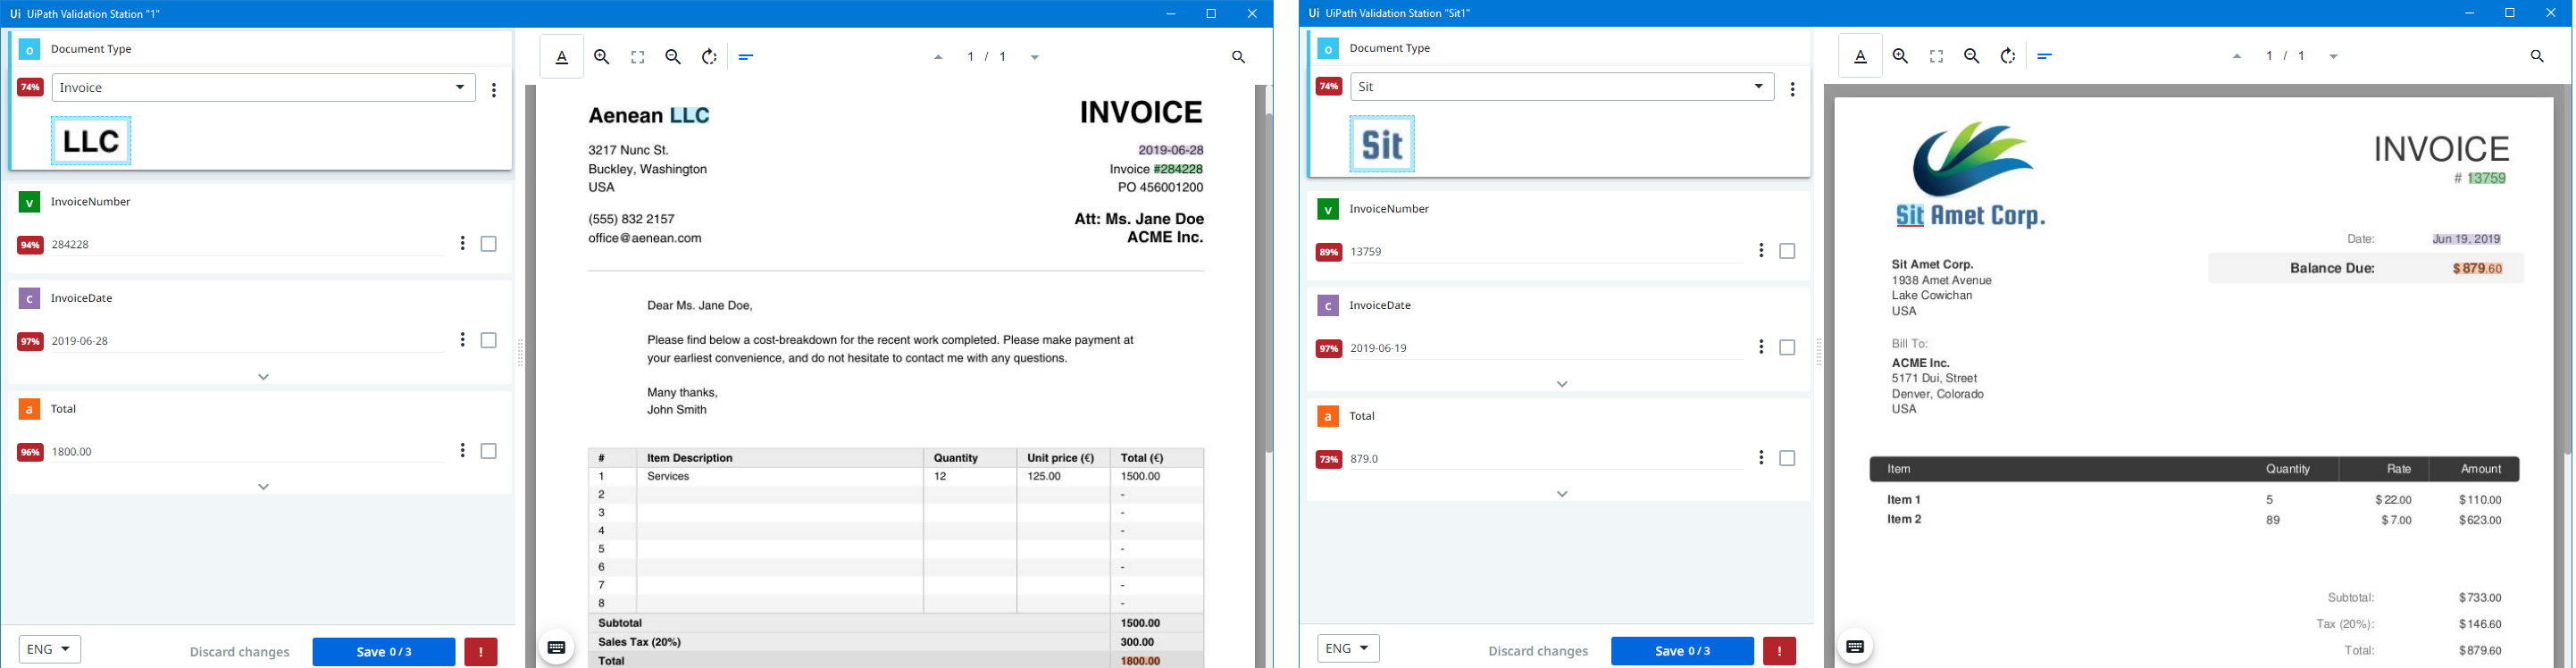 Ui UiPath Validation Station "1"
o Document Type
74% Invoice
LLC
v InvoiceNumber
94% 284228
c InvoiceDate
97% 2019-06-28
a Total
96% 1800.00
ENG Discard changes Save 0 / 3 !
A 1 / 1
Aenean LLC INVOICE
3217 Nunc St. 2019-06-28
Buckley, Washington Invoice #284228
USA PO 456001200
(555) 832 2157 Att: Ms. Jane Doe
office@aenean.com ACME Inc.
Dear Ms. Jane Doe,
Please find below a cost-breakdown for the recent work completed. Please make payment at
your earliest convenience, and do not hesitate to contact me with any questions.
Many thanks,
John Smith
# Item Description Quantity Unit price (€) Total (€)
1 Services 12 125.00 1500.00
2 -
3 -
4 -
5 -
6 -
7 -
8 -
Subtotal 1500.00
Sales Tax (20%) 300.00
Total 1800.00
Ui UiPath Validation Station "Sit1"
o Document Type
74% Sit
Sit
v InvoiceNumber
89% 13759
c InvoiceDate
97% 2019-06-19
a Total
73% 879.0
ENG Discard changes Save 0 / 3 !
A 1 / 1
INVOICE
# 13759
Sit Amet Corp.
Date: Jun 19, 2019
Balance Due: $879.60
Sit Amet Corp.
1938 Amet Avenue
Lake Cowichan
USA
Bill To:
ACME Inc.
5171 Dui, Street
Denver, Colorado
USA
Item Quantity Rate Amount
Item 1 5 $22.00 $110.00
Item 2 89 $7.00 $623.00
Subtotal: $733.00
Tax (20%): $146.60
Total: $879.60